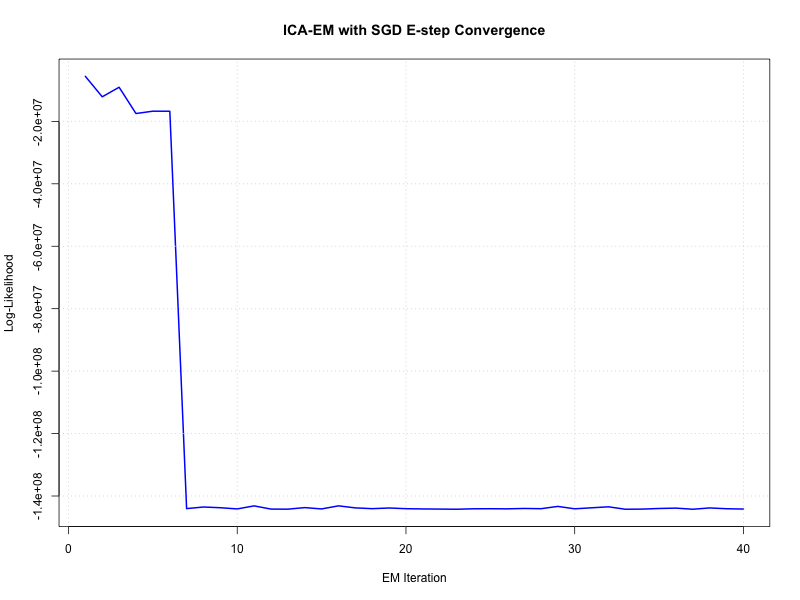 ICA-EM with SGD E-step Convergence
Log-Likelihood
-2.0e+07
-4.0e+07
-6.0e+07
-8.0e+07
-1.0e+08
-1.2e+08
-1.4e+08
0 10 20 30 40
EM Iteration